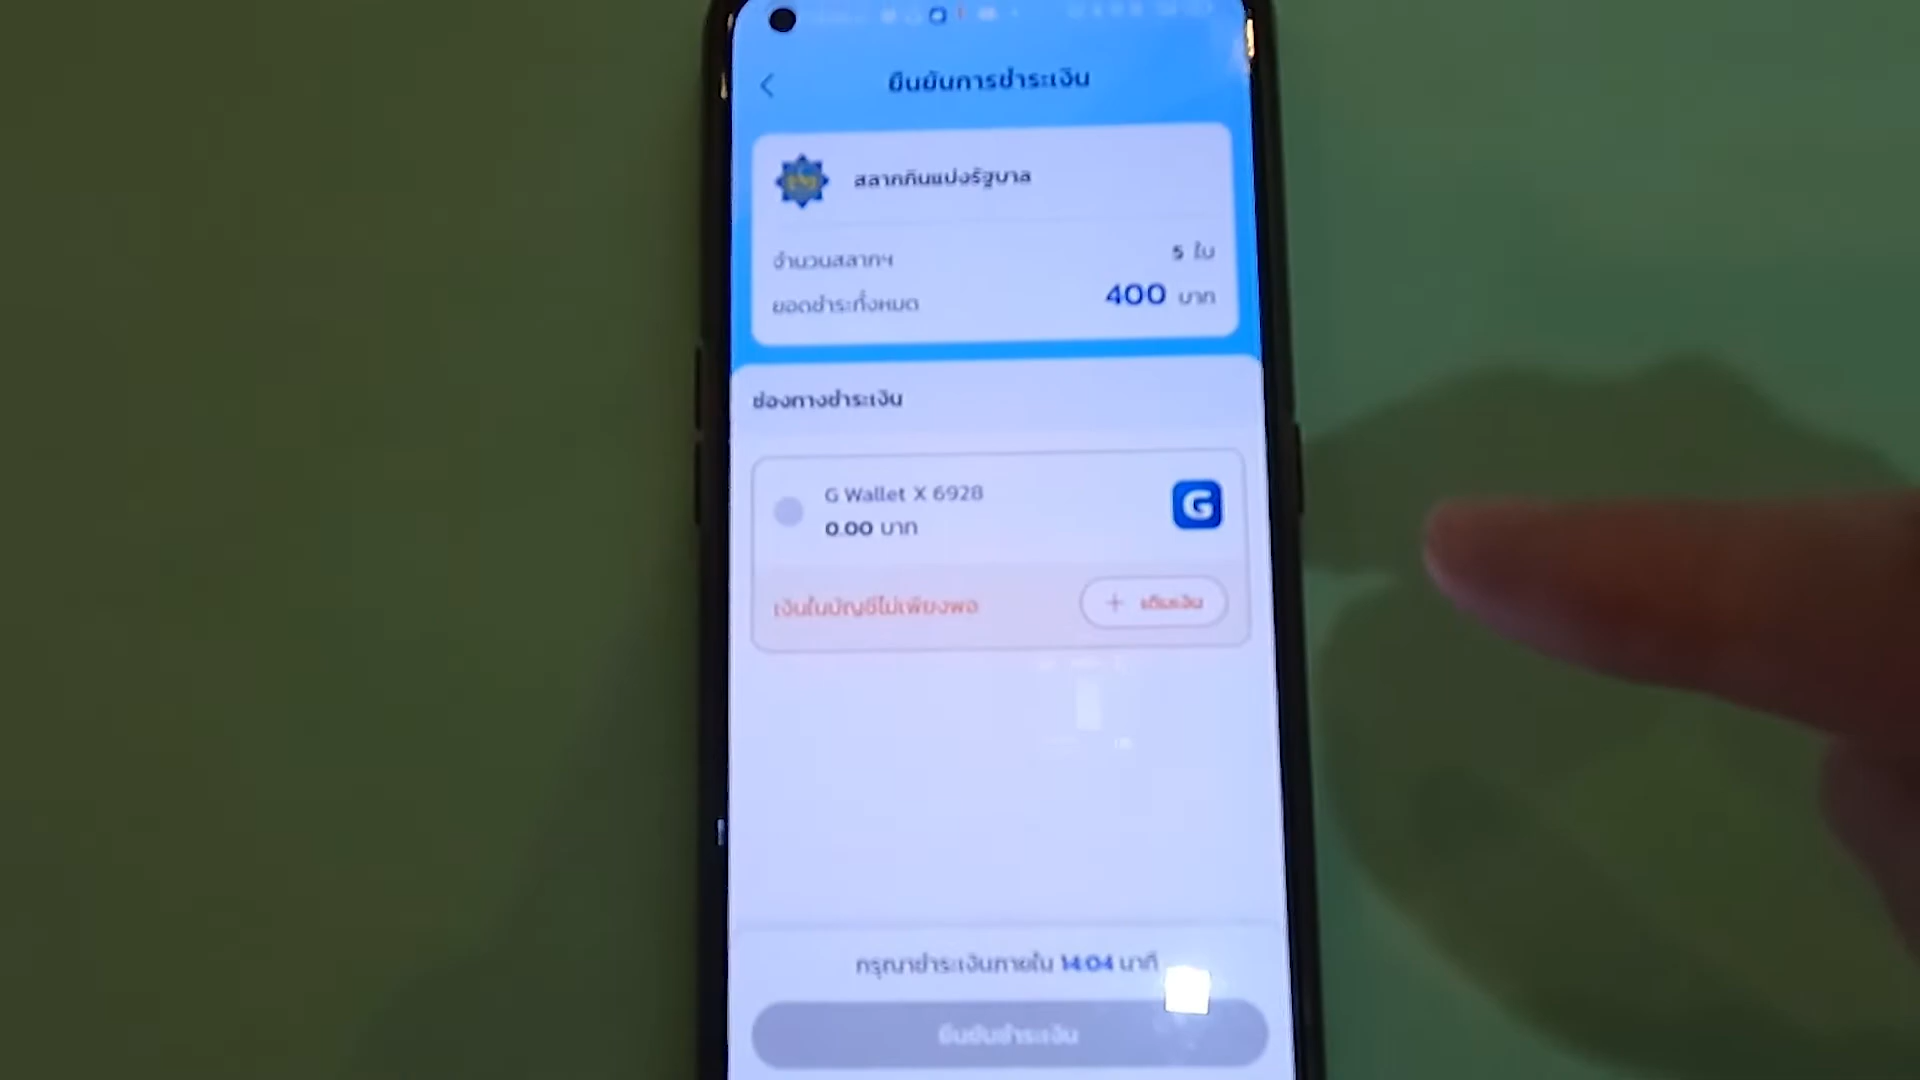 ยืนยันการชำระเงิน
สลากกินแบ่งรัฐบาล
จำนวนสลากฯ 5 ใบ
ยอดชำระทั้งหมด 400 บาท
ช่องทางชำระเงิน
G Wallet X 6928
0.00 บาท
G
เงินในบัญชีไม่เพียงพอ + เติมเงิน
กรุณาชำระเงินภายใน 14:04 นาที
ยืนยันชำระเงิน